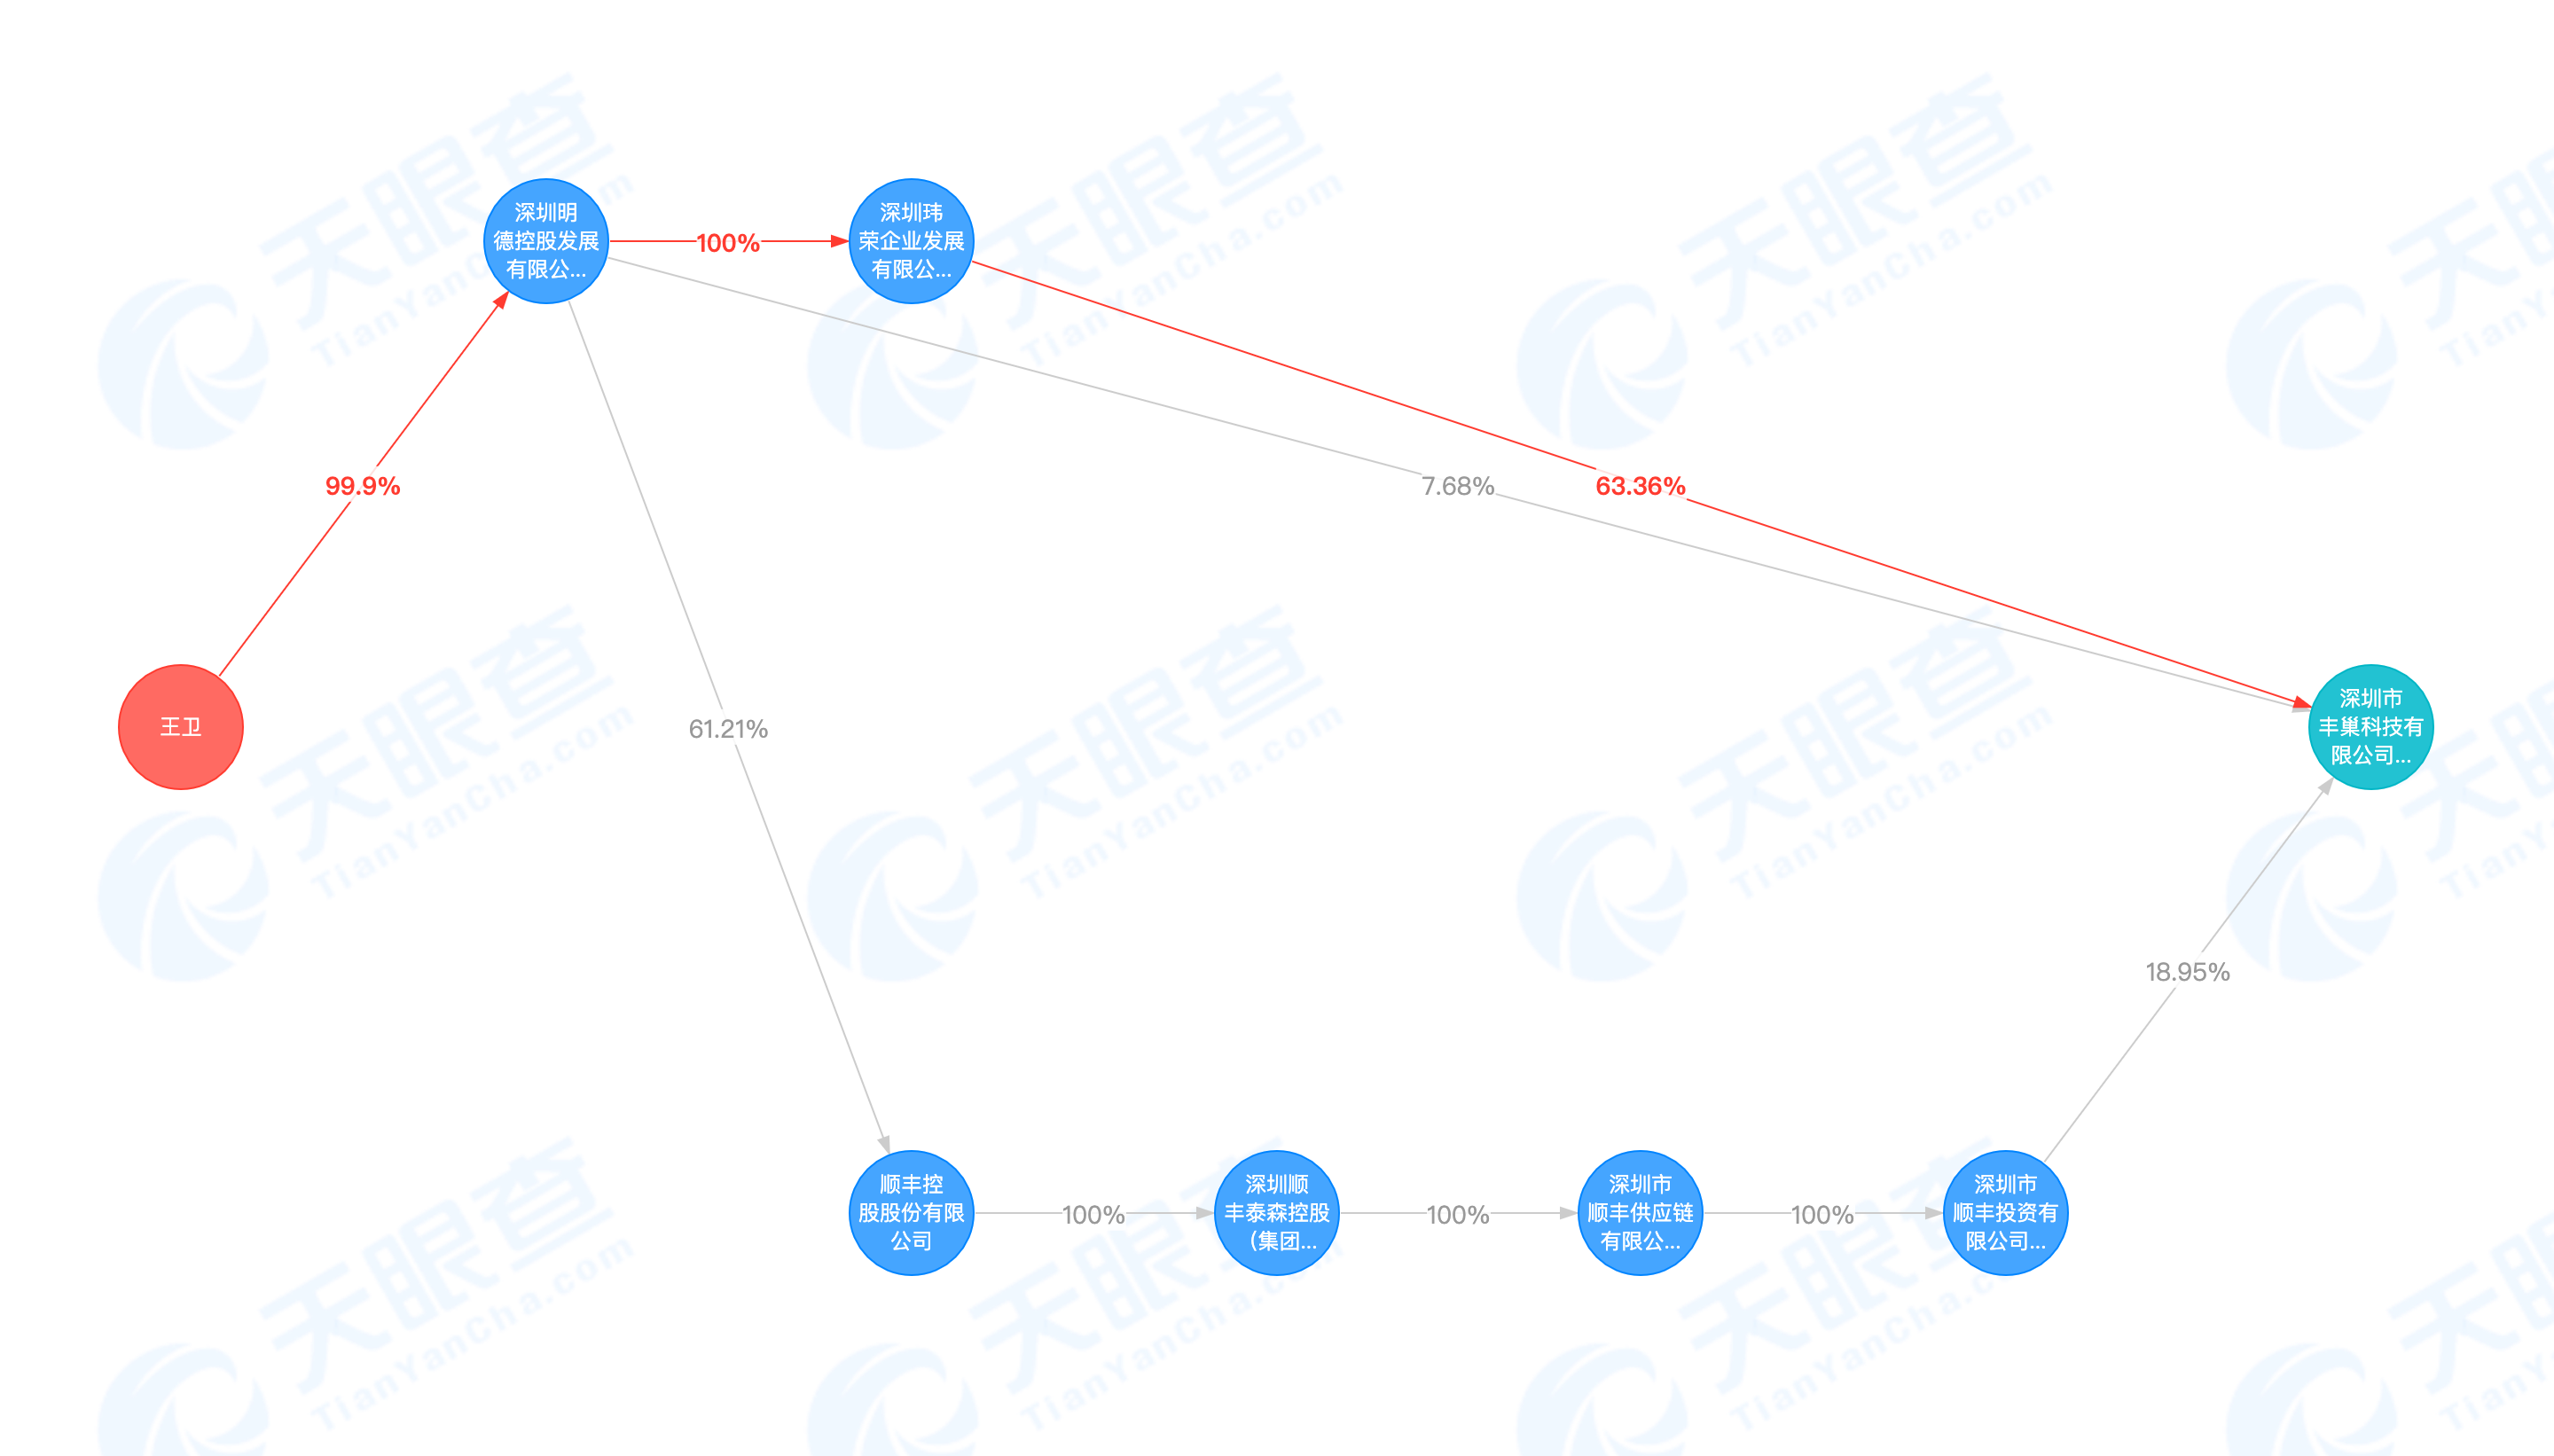 深圳明
德控股发展
有限公...
100%
深圳玮
荣企业发展
有限公...
99.9%
7.68%
63.36%
王卫
61.21%
深圳市
丰巢科技有
限公司...
18.95%
顺丰控
股股份有限
公司
100%
深圳顺
丰泰森控股
(集团...
100%
深圳市
顺丰供应链
有限公...
100%
深圳市
顺丰投资有
限公司...
天眼查
TianYanCha.com